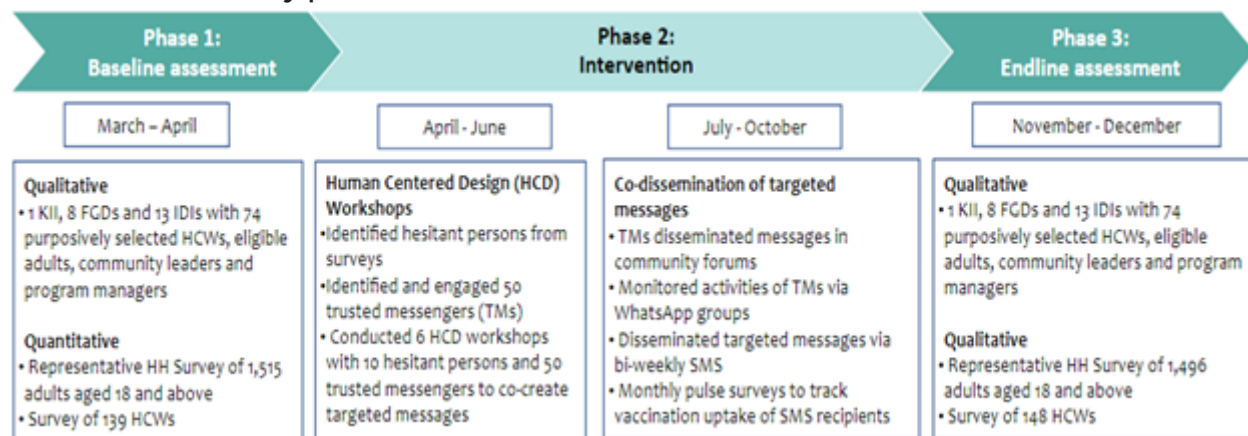 Phase 1:
Baseline assessment
Phase 2:
Intervention
Phase 3:
Endline assessment
March – April
April - June
July - October
November - December
Qualitative
• 1 KII, 8 FGDs and 13 IDIs with 74
purposively selected HCWs, eligible
adults, community leaders and
program managers
Quantitative
• Representative HH Survey of 1,515
adults aged 18 and above
• Survey of 139 HCWs
Human Centered Design (HCD)
Workshops
•Identified hesitant persons from
surveys
•Identified and engaged 50
trusted messengers (TMs)
• Conducted 6 HCD workshops
with 10 hesitant persons and 50
trusted messengers to co-create
targeted messages
Co-dissemination of targeted
messages
• TMs disseminated messages in
community forums
• Monitored activities of TMs via
WhatsApp groups
• Disseminated targeted messages via
bi-weekly SMS
• Monthly pulse surveys to track
vaccination uptake of SMS recipients
Qualitative
• 1 KII, 8 FGDs and 13 IDIs with 74
purposively selected HCWs, eligible
adults, community leaders and program
managers
Qualitative
• Representative HH Survey of 1,496
adults aged 18 and above
• Survey of 148 HCWs